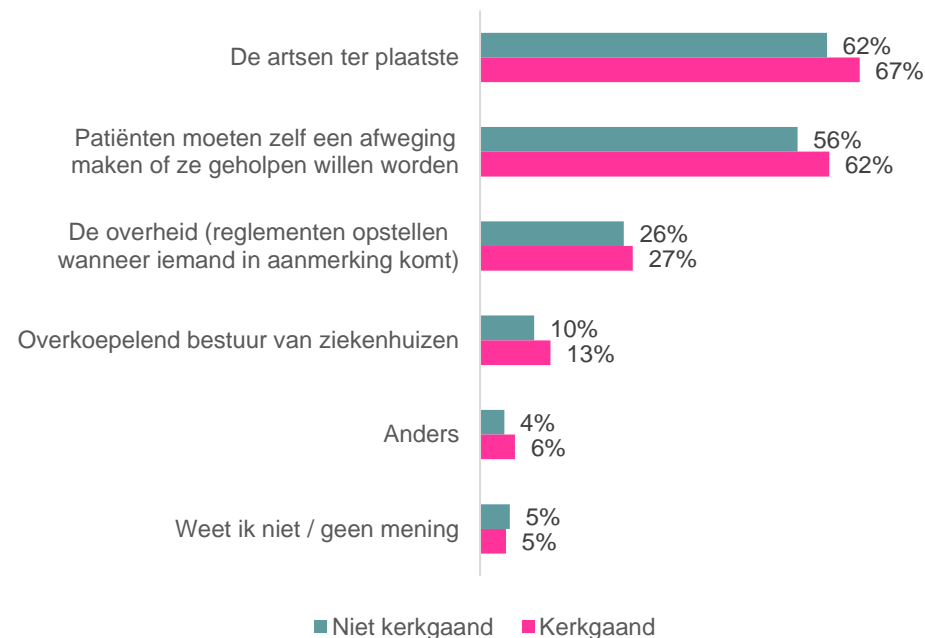 De artsen ter plaatste
62%
67%
Patiënten moeten zelf een afweging
maken of ze geholpen willen worden
56%
62%
De overheid (reglementen opstellen
wanneer iemand in aanmerking komt)
26%
27%
Overkoepelend bestuur van ziekenhuizen
10%
13%
Anders
4%
6%
Weet ik niet / geen mening
5%
5%
Niet kerkgaand Kerkgaand